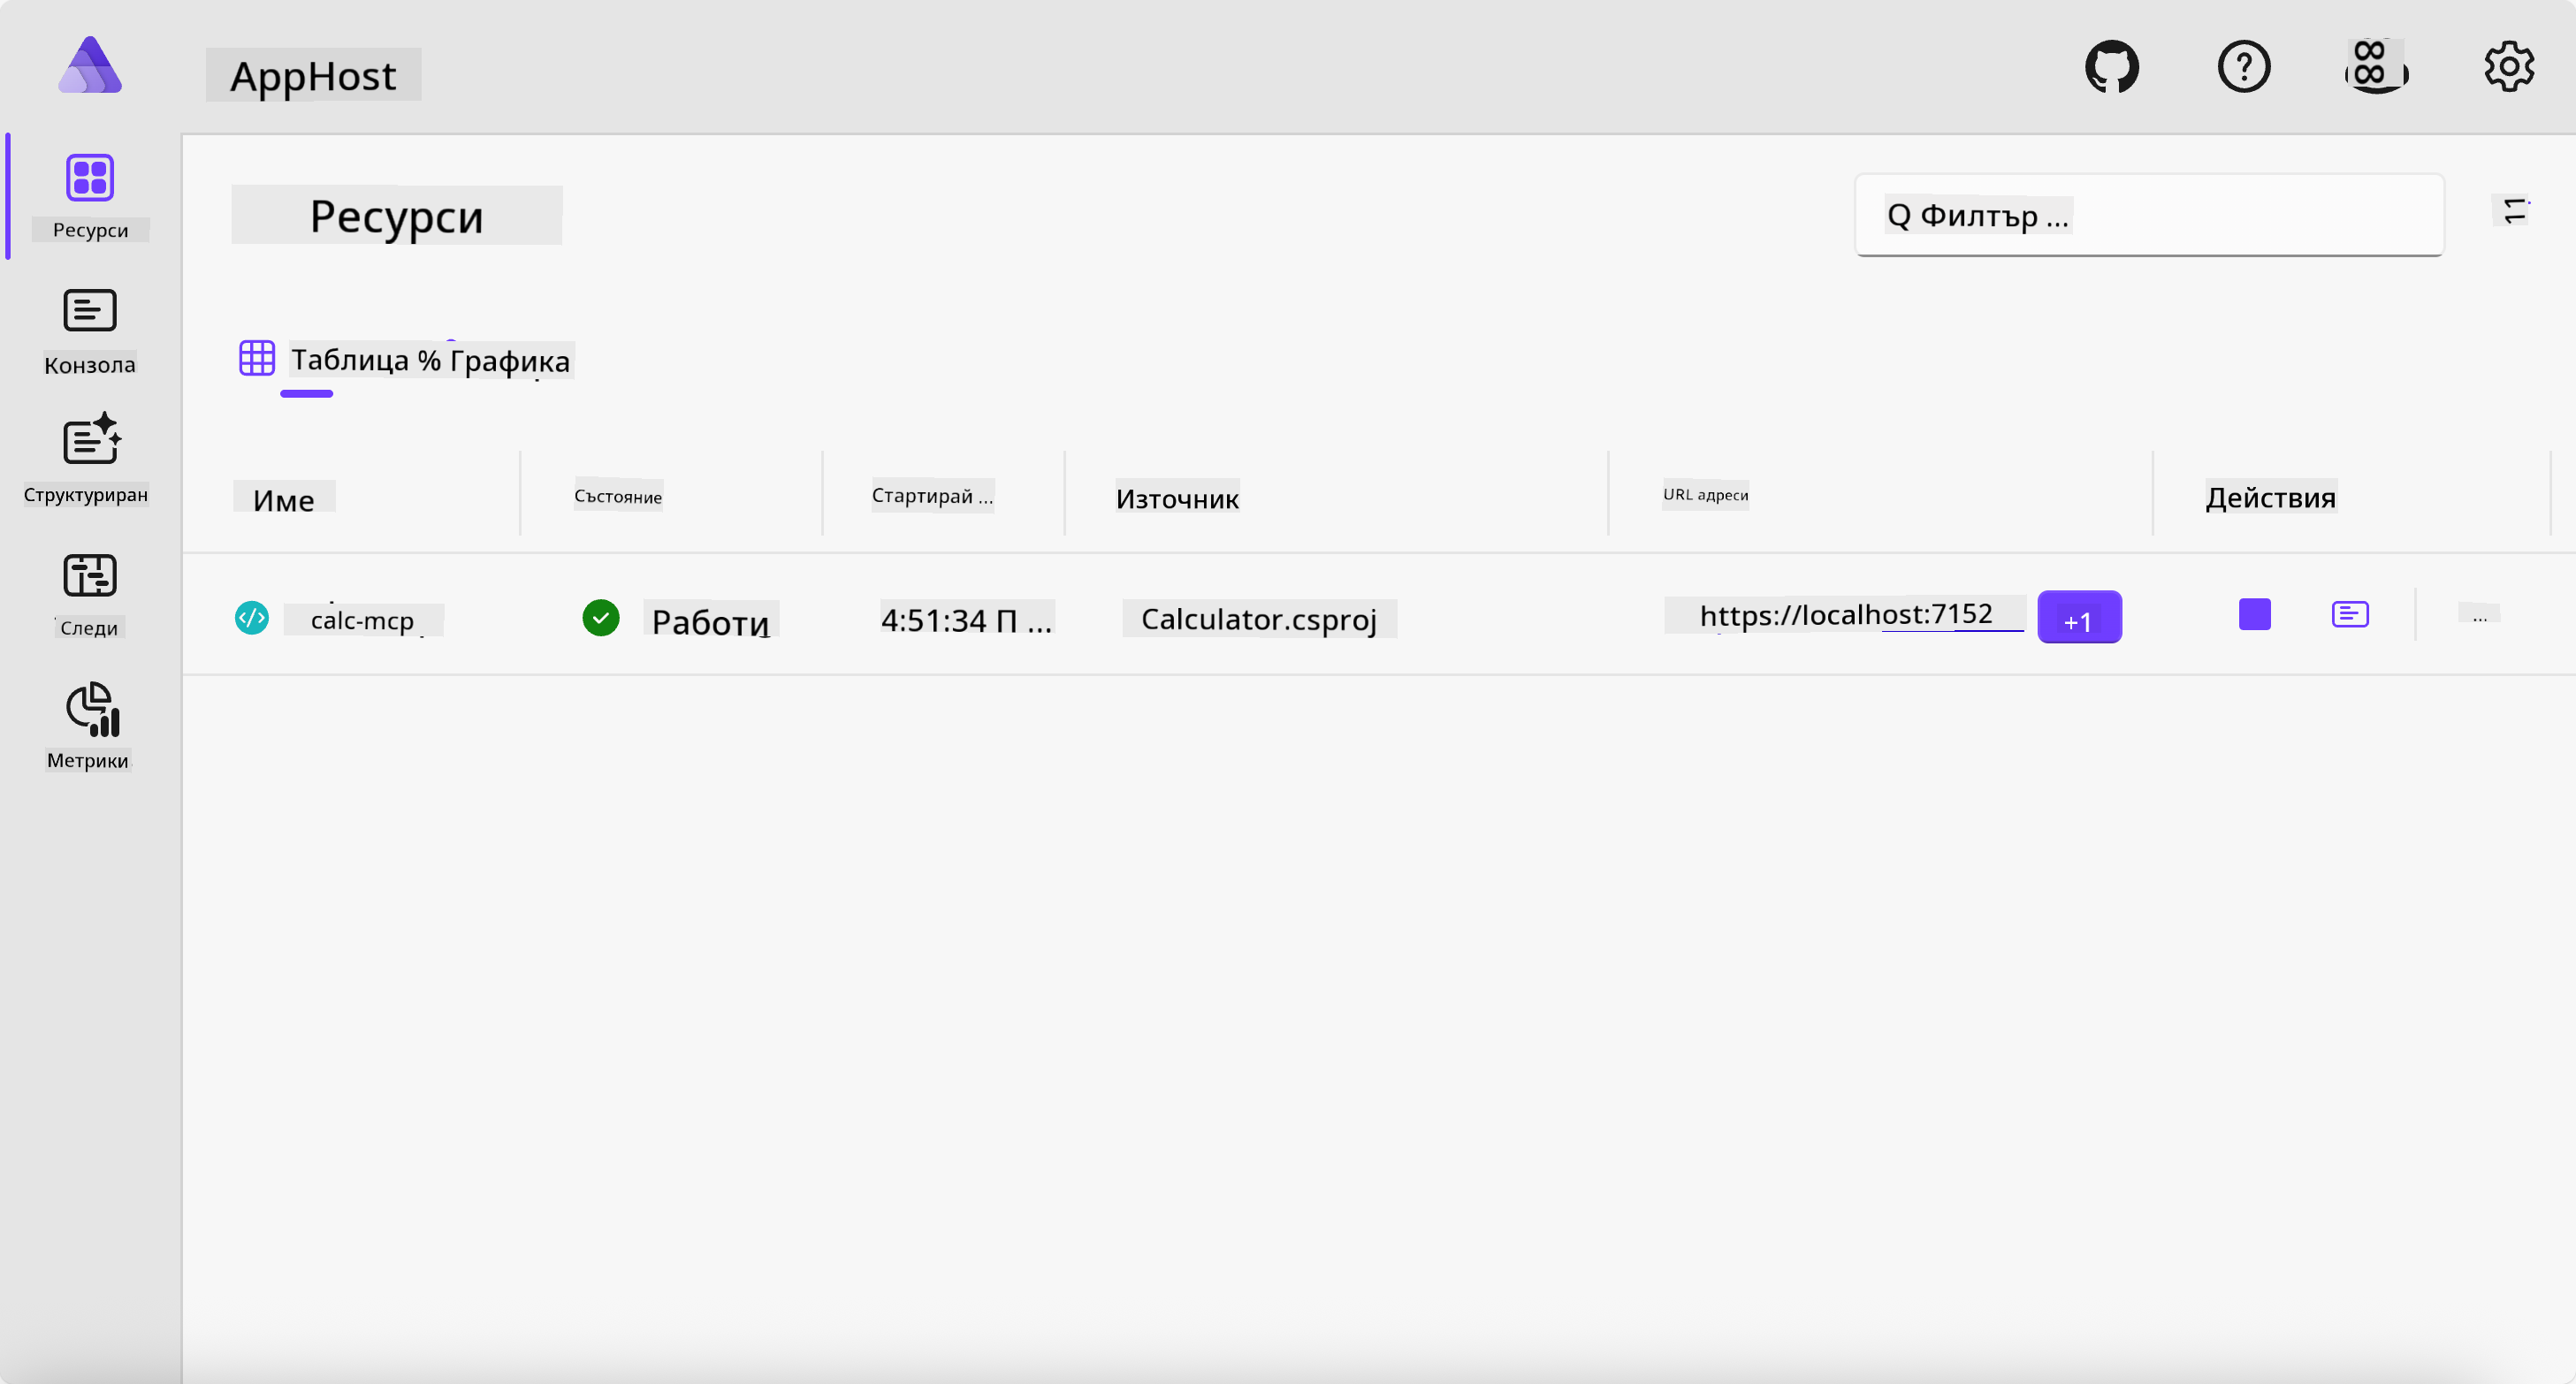 AppHost
Ресурси
Q Филтър ...
11
Ресурси
Конзола
Структуриран
Следи
Метрики
Таблица % Графика
Име Състояние Стартирай ... Източник URL адреси Действия
calc-mcp Работи 4:51:34 П ... Calculator.csproj https://localhost:7152 +1 ...